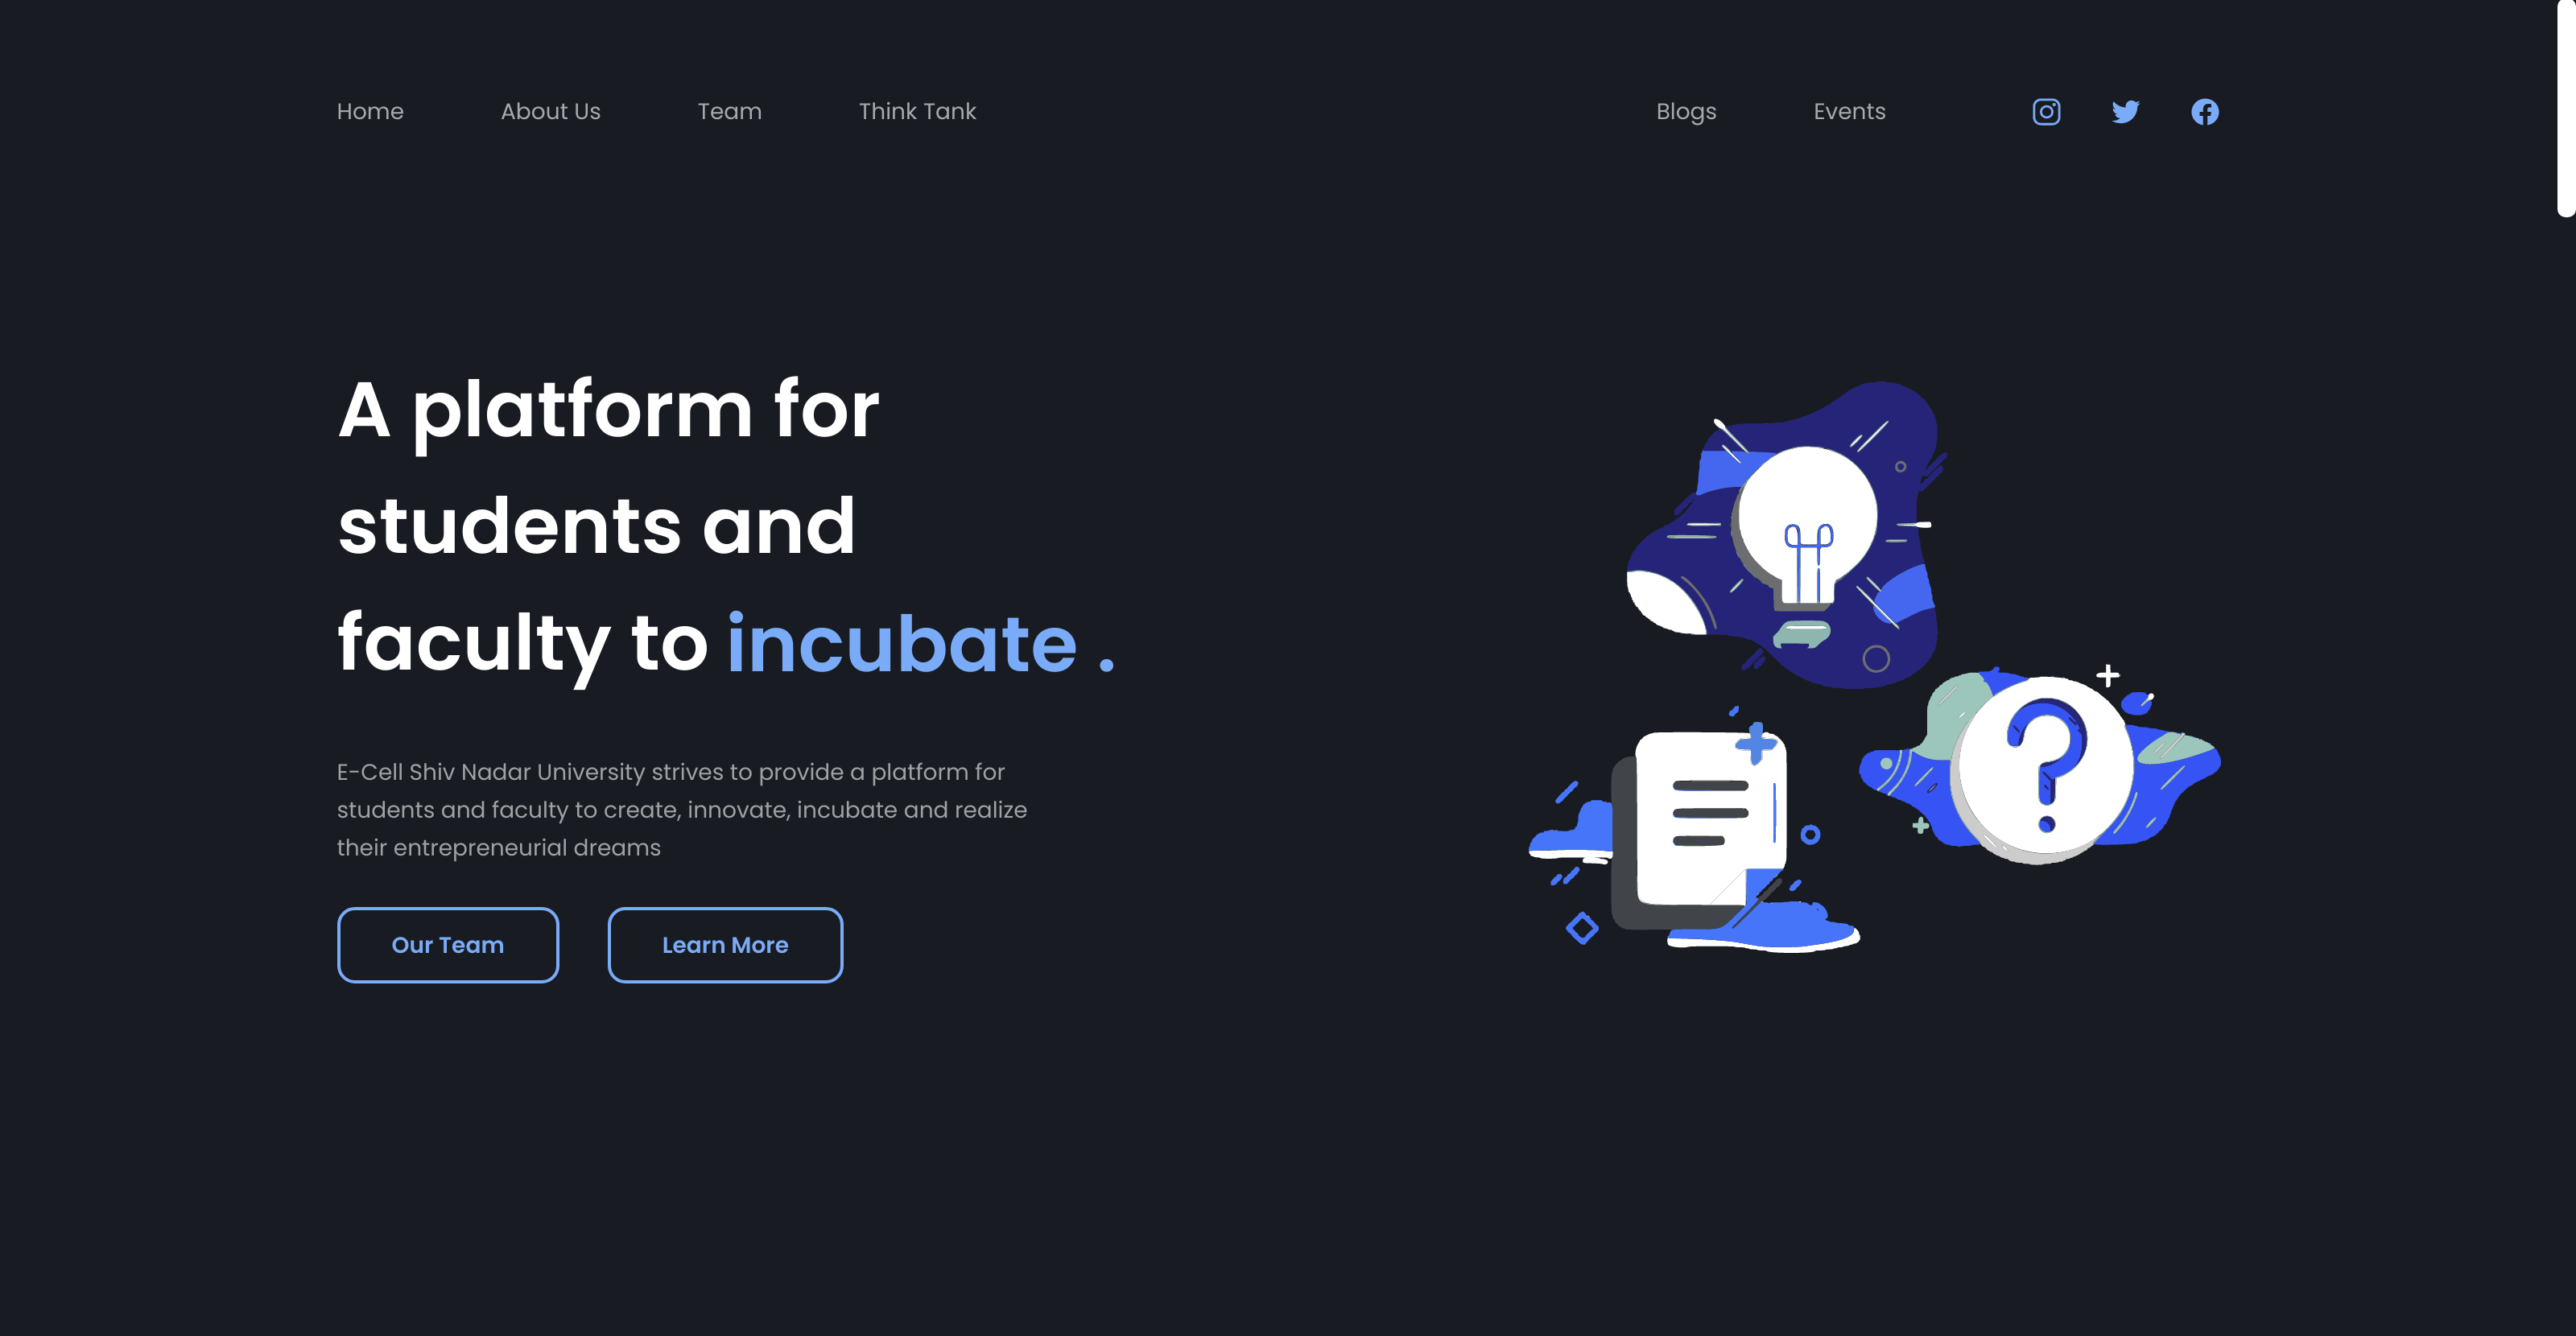 Home About Us Team Think Tank Blogs Events
A platform for
students and
faculty to incubate .
E-Cell Shiv Nadar University strives to provide a platform for
students and faculty to create, innovate, incubate and realize
their entrepreneurial dreams
Our Team Learn More